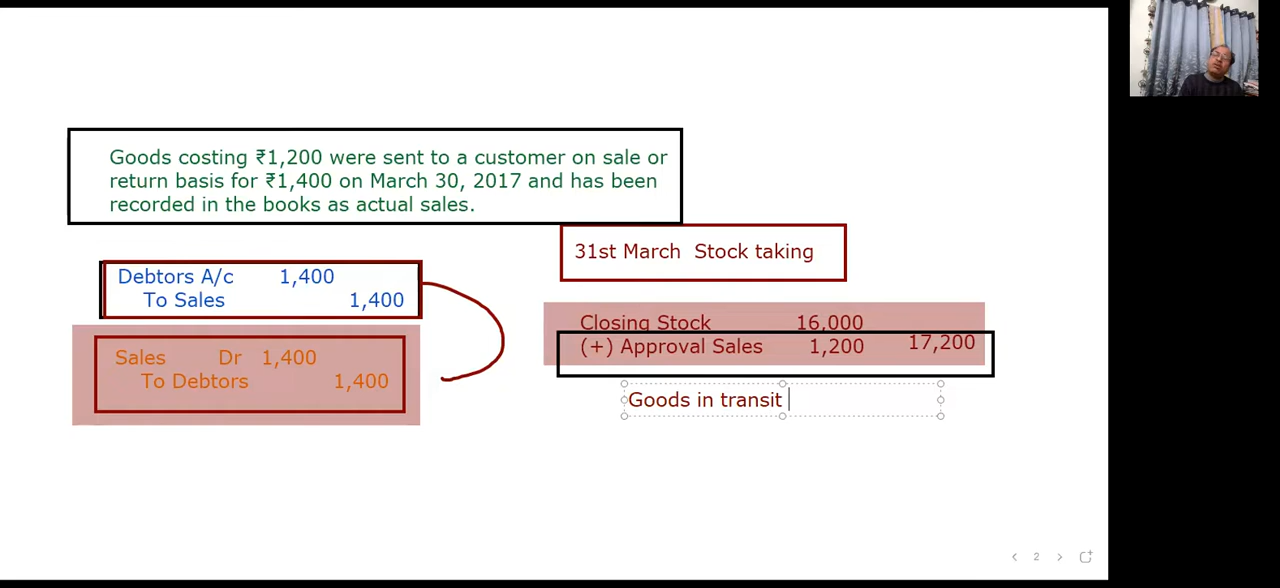 Goods costing ₹1,200 were sent to a customer on sale or
return basis for ₹1,400 on March 30, 2017 and has been
recorded in the books as actual sales.
31st March Stock taking
Debtors A/c 1,400
To Sales 1,400
Sales Dr 1,400
To Debtors 1,400
Closing Stock 16,000
(+) Approval Sales 1,200 17,200
Goods in transit
2